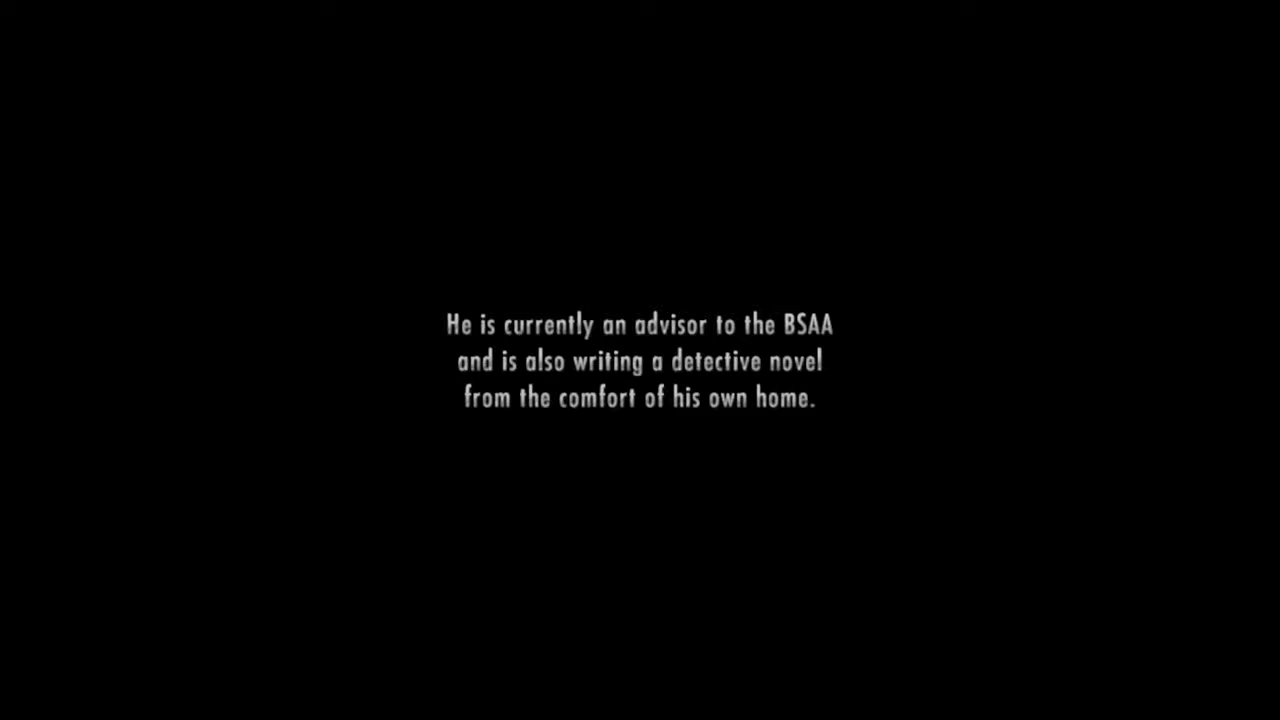 He is currently an advisor to the BSAA
and is also writing a detective novel
from the comfort of his own home.